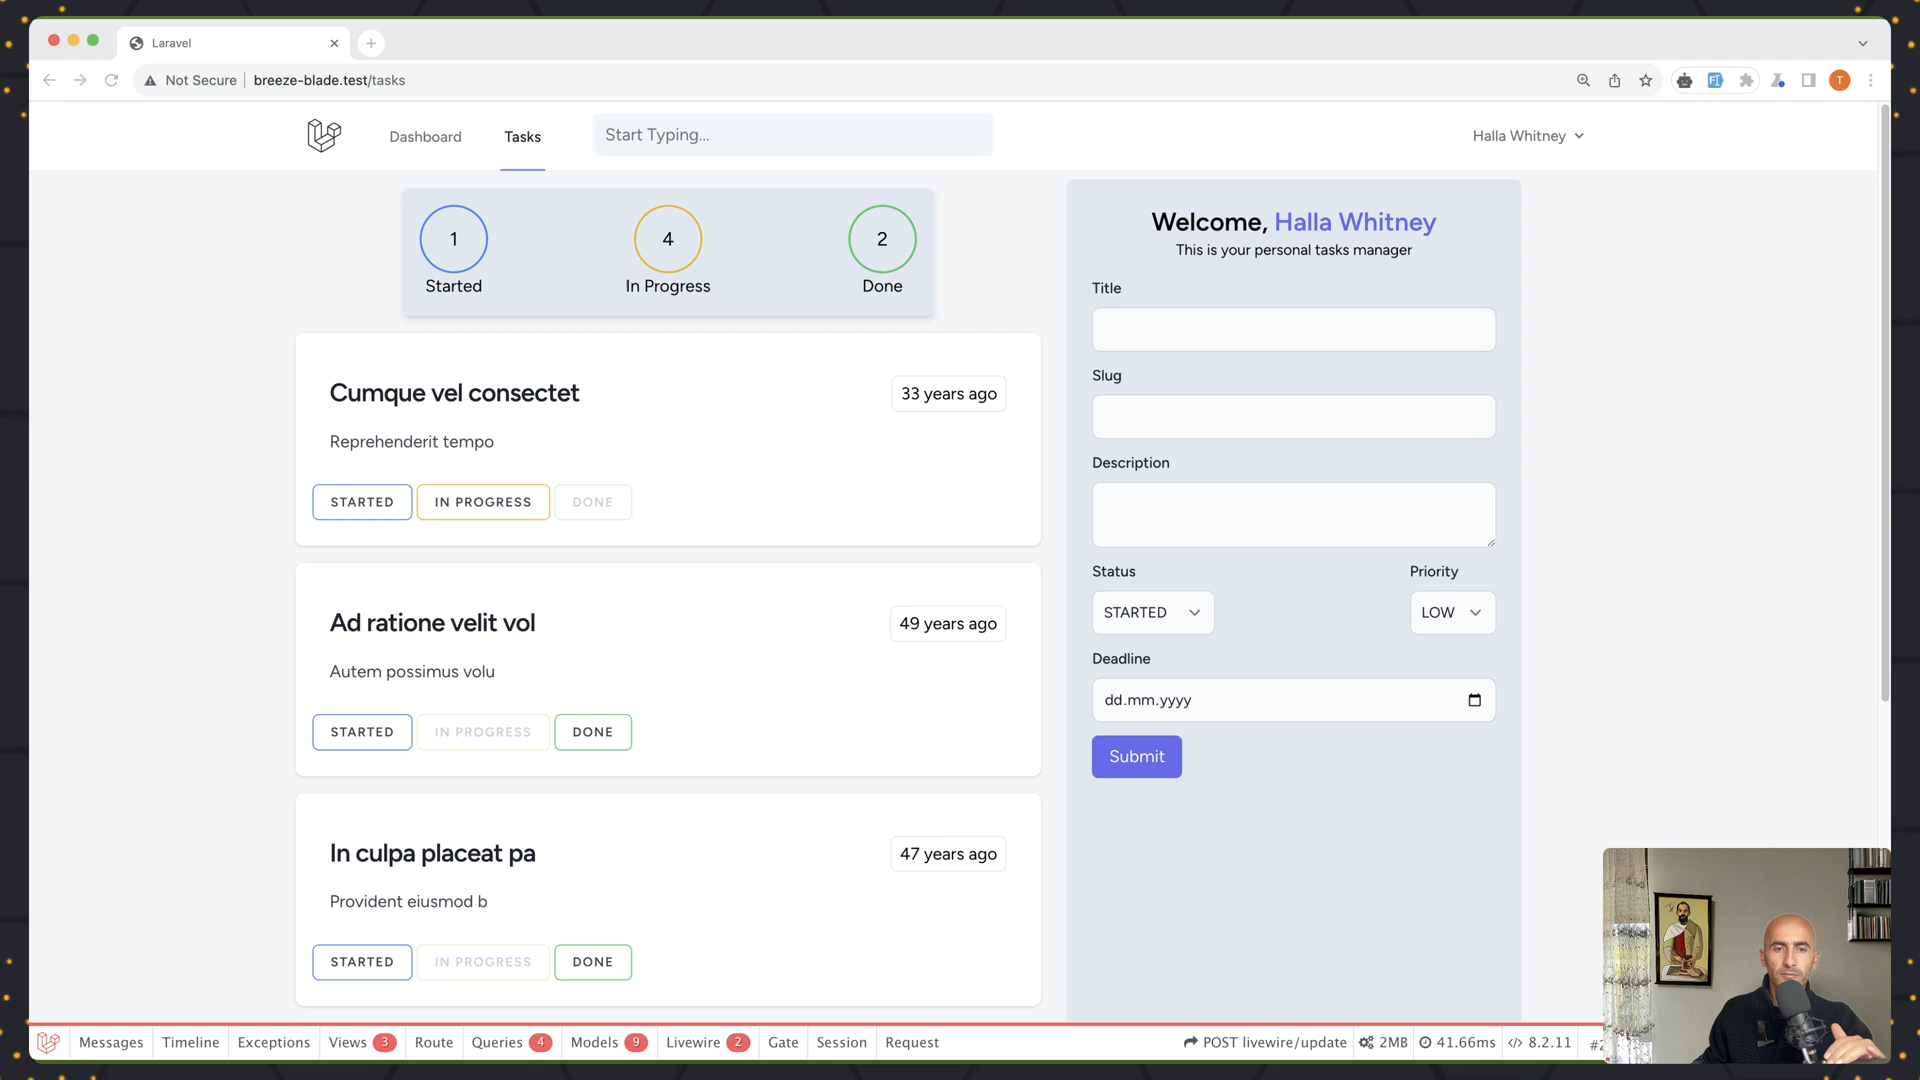 Laravel
Not Secure
breeze-blade.test/tasks
T
Dashboard
Tasks
Start Typing...
Halla Whitney
1
4
2
Started
In Progress
Done
Cumque vel consectet
33 years ago
Reprehenderit tempo
STARTED
IN PROGRESS
DONE
Ad ratione velit vol
49 years ago
Autem possimus volu
STARTED
IN PROGRESS
DONE
In culpa placeat pa
47 years ago
Provident eiusmod b
STARTED
IN PROGRESS
DONE
Welcome, Halla Whitney
This is your personal tasks manager
Title
Slug
Description
Status
Priority
STARTED
LOW
Deadline
dd.mm.yyyy
Submit
Messages
Timeline
Exceptions
Views 3
Route
Queries 4
Models 9
Livewire 2
Gate
Session
Request
POST livewire/update
2MB
41.66ms
8.2.11